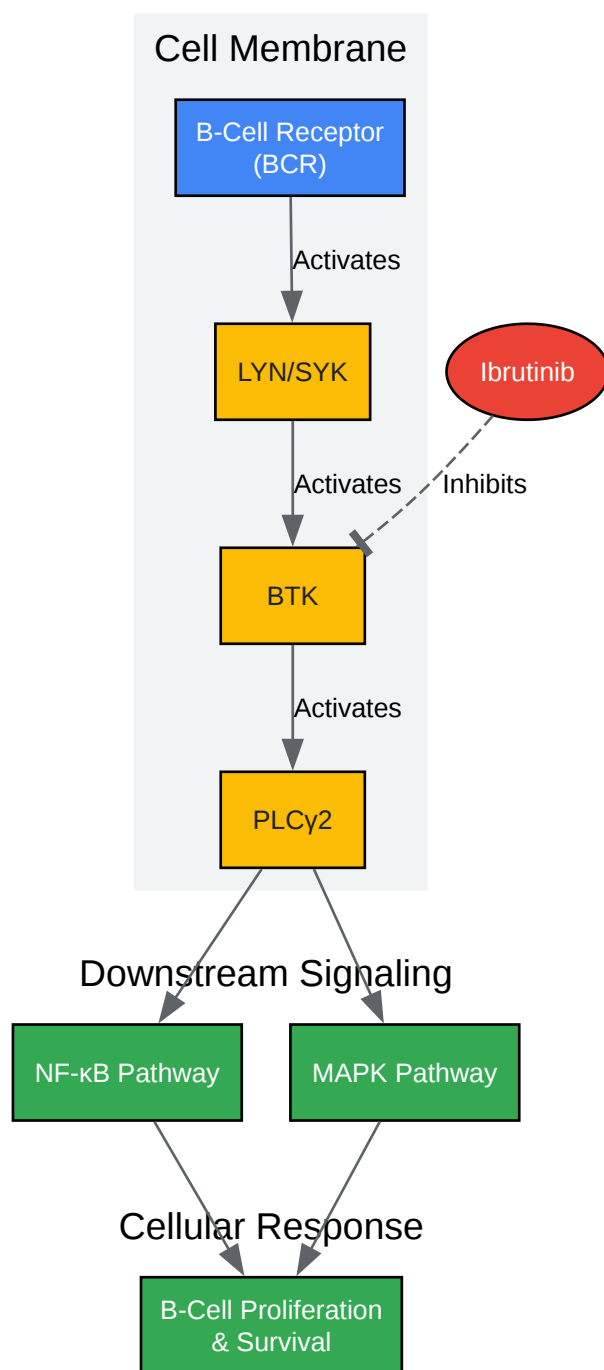 Cell Membrane
B-Cell Receptor
(BCR)
Activates
LYN/SYK
Ibrutinib
Activates
Inhibits
BTK
Activates
PLCγ2
Downstream Signaling
NF-κB Pathway
MAPK Pathway
Cellular Response
B-Cell Proliferation
& Survival